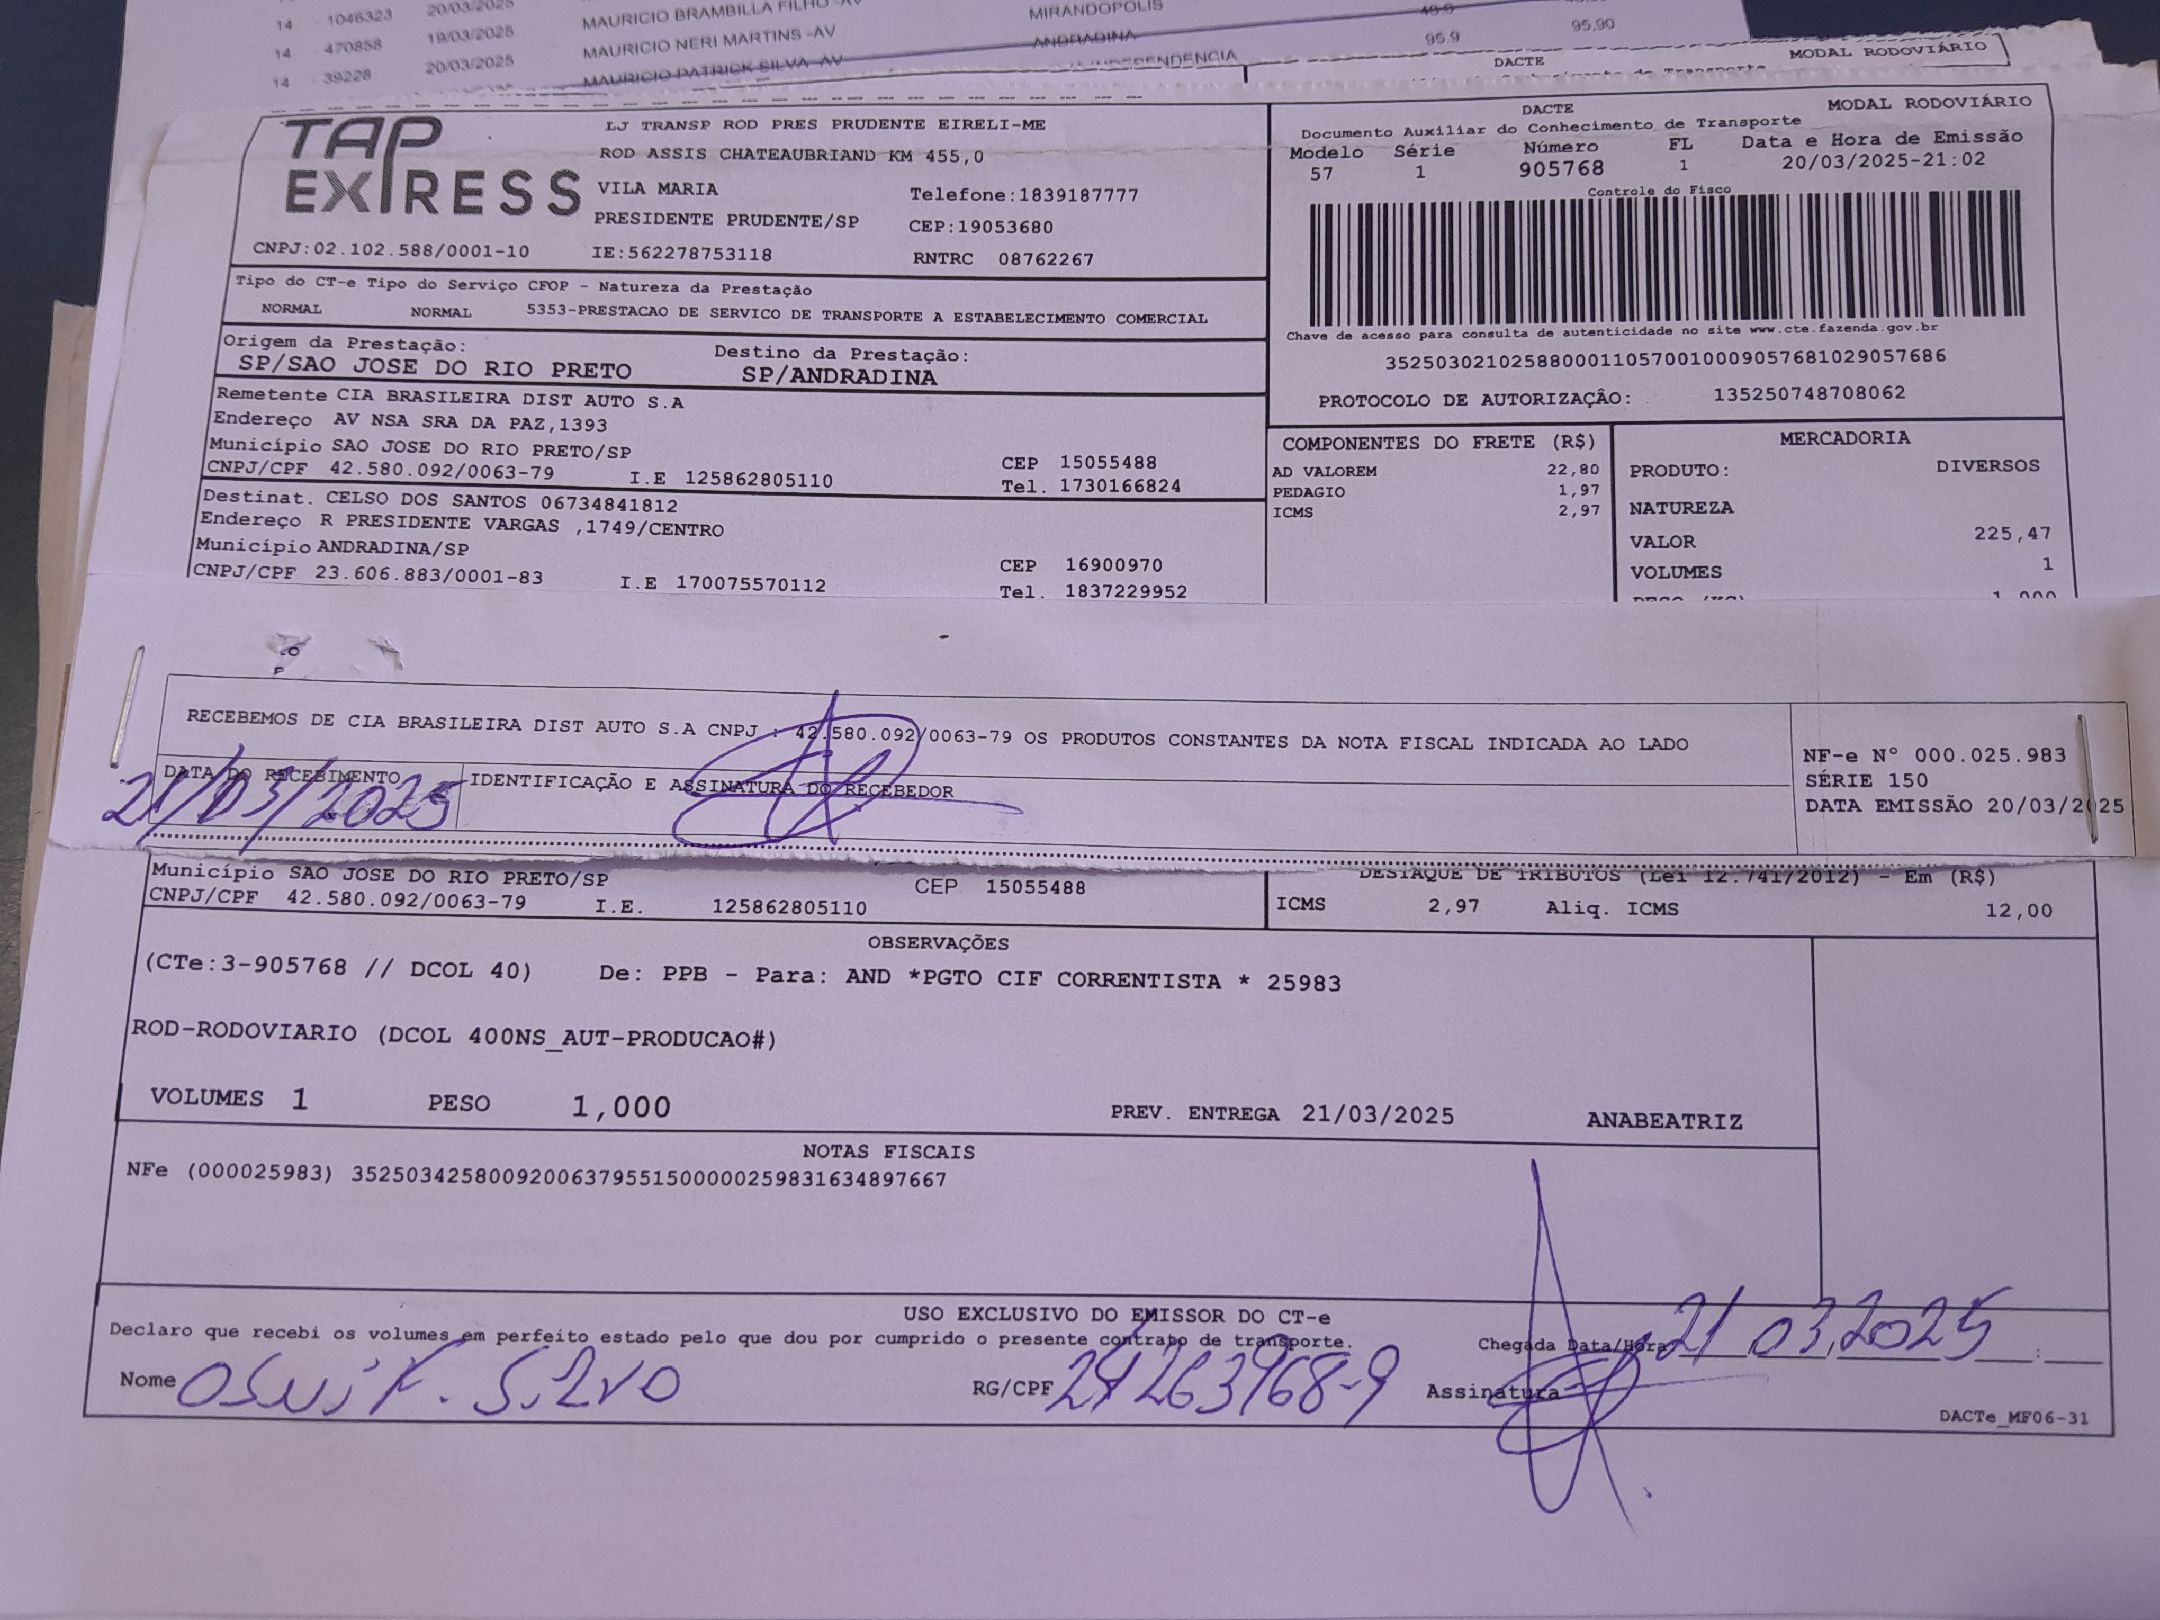 14 1046323 20/03/2025 MAURICIO BRAMBILLA FILHO -AV MIRANDOPOLIS
14 470858 19/03/2025 MAURICIO NERI MARTINS -AV ANDRADINA 95.9 95,90
14 39228 20/03/2025 MAURICIO PATRICK SILVA -AV INDEPENDENCIA
DACTE MODAL RODOVIÁRIO
TAP EXPRESS
LJ TRANSP ROD PRES PRUDENTE EIRELI-ME
ROD ASSIS CHATEAUBRIAND KM 455,0
VILA MARIA Telefone:1839187777
PRESIDENTE PRUDENTE/SP CEP:19053680
CNPJ:02.102.588/0001-10 IE:562278753118 RNTRC 08762267
DACTE MODAL RODOVIÁRIO
Documento Auxiliar do Conhecimento de Transporte
Modelo Série Número FL Data e Hora de Emissão
57 1 905768 1 20/03/2025-21:02
Controle do Fisco
Chave de acesso para consulta de autenticidade no site www.cte.fazenda.gov.br
35250302102588000110570010009057681029057686
PROTOCOLO DE AUTORIZAÇÃO: 135250748708062
Tipo do CT-e Tipo do Serviço CFOP - Natureza da Prestação
NORMAL NORMAL 5353-PRESTACAO DE SERVICO DE TRANSPORTE A ESTABELECIMENTO COMERCIAL
Origem da Prestação: Destino da Prestação:
SP/SAO JOSE DO RIO PRETO SP/ANDRADINA
Remetente CIA BRASILEIRA DIST AUTO S.A
Endereço AV NSA SRA DA PAZ,1393
Município SAO JOSE DO RIO PRETO/SP CEP 15055488
CNPJ/CPF 42.580.092/0063-79 I.E 125862805110 Tel. 1730166824
Destinat. CELSO DOS SANTOS 06734841812
Endereço R PRESIDENTE VARGAS ,1749/CENTRO
Município ANDRADINA/SP CEP 16900970
CNPJ/CPF 23.606.883/0001-83 I.E 170075570112 Tel. 1837229952
COMPONENTES DO FRETE (R$)
AD VALOREM 22,80
PEDAGIO 1,97
ICMS 2,97
MERCADORIA
PRODUTO: DIVERSOS
NATUREZA
VALOR 225,47
VOLUMES 1
PESO (KG) 1,000
RECEBEMOS DE CIA BRASILEIRA DIST AUTO S.A CNPJ : 42.580.092/0063-79 OS PRODUTOS CONSTANTES DA NOTA FISCAL INDICADA AO LADO
DATA DO RECEBIMENTO IDENTIFICAÇÃO E ASSINATURA DO RECEBEDOR
21/03/2025
NF-e Nº 000.025.983
SÉRIE 150
DATA EMISSÃO 20/03/2025
Município SAO JOSE DO RIO PRETO/SP CEP 15055488
CNPJ/CPF 42.580.092/0063-79 I.E. 125862805110
DESTAQUE DE TRIBUTOS (Lei 12.741/2012) - Em (R$)
ICMS 2,97 Aliq. ICMS 12,00
OBSERVAÇÕES
(CTe:3-905768 // DCOL 40) De: PPB - Para: AND *PGTO CIF CORRENTISTA * 25983
ROD-RODOVIARIO (DCOL 400NS_AUT-PRODUCAO#)
VOLUMES 1 PESO 1,000 PREV. ENTREGA 21/03/2025 ANABEATRIZ
NOTAS FISCAIS
NFe (000025983) 35250342580092006379551500000259831634897667
USO EXCLUSIVO DO EMISSOR DO CT-e
Declaro que recebi os volumes em perfeito estado pelo que dou por cumprido o presente contrato de transporte. Chegada Data/Hora 21 03 2025 :
Nome RG/CPF 24263968-9 Assinatura
DACTe_MF06-31